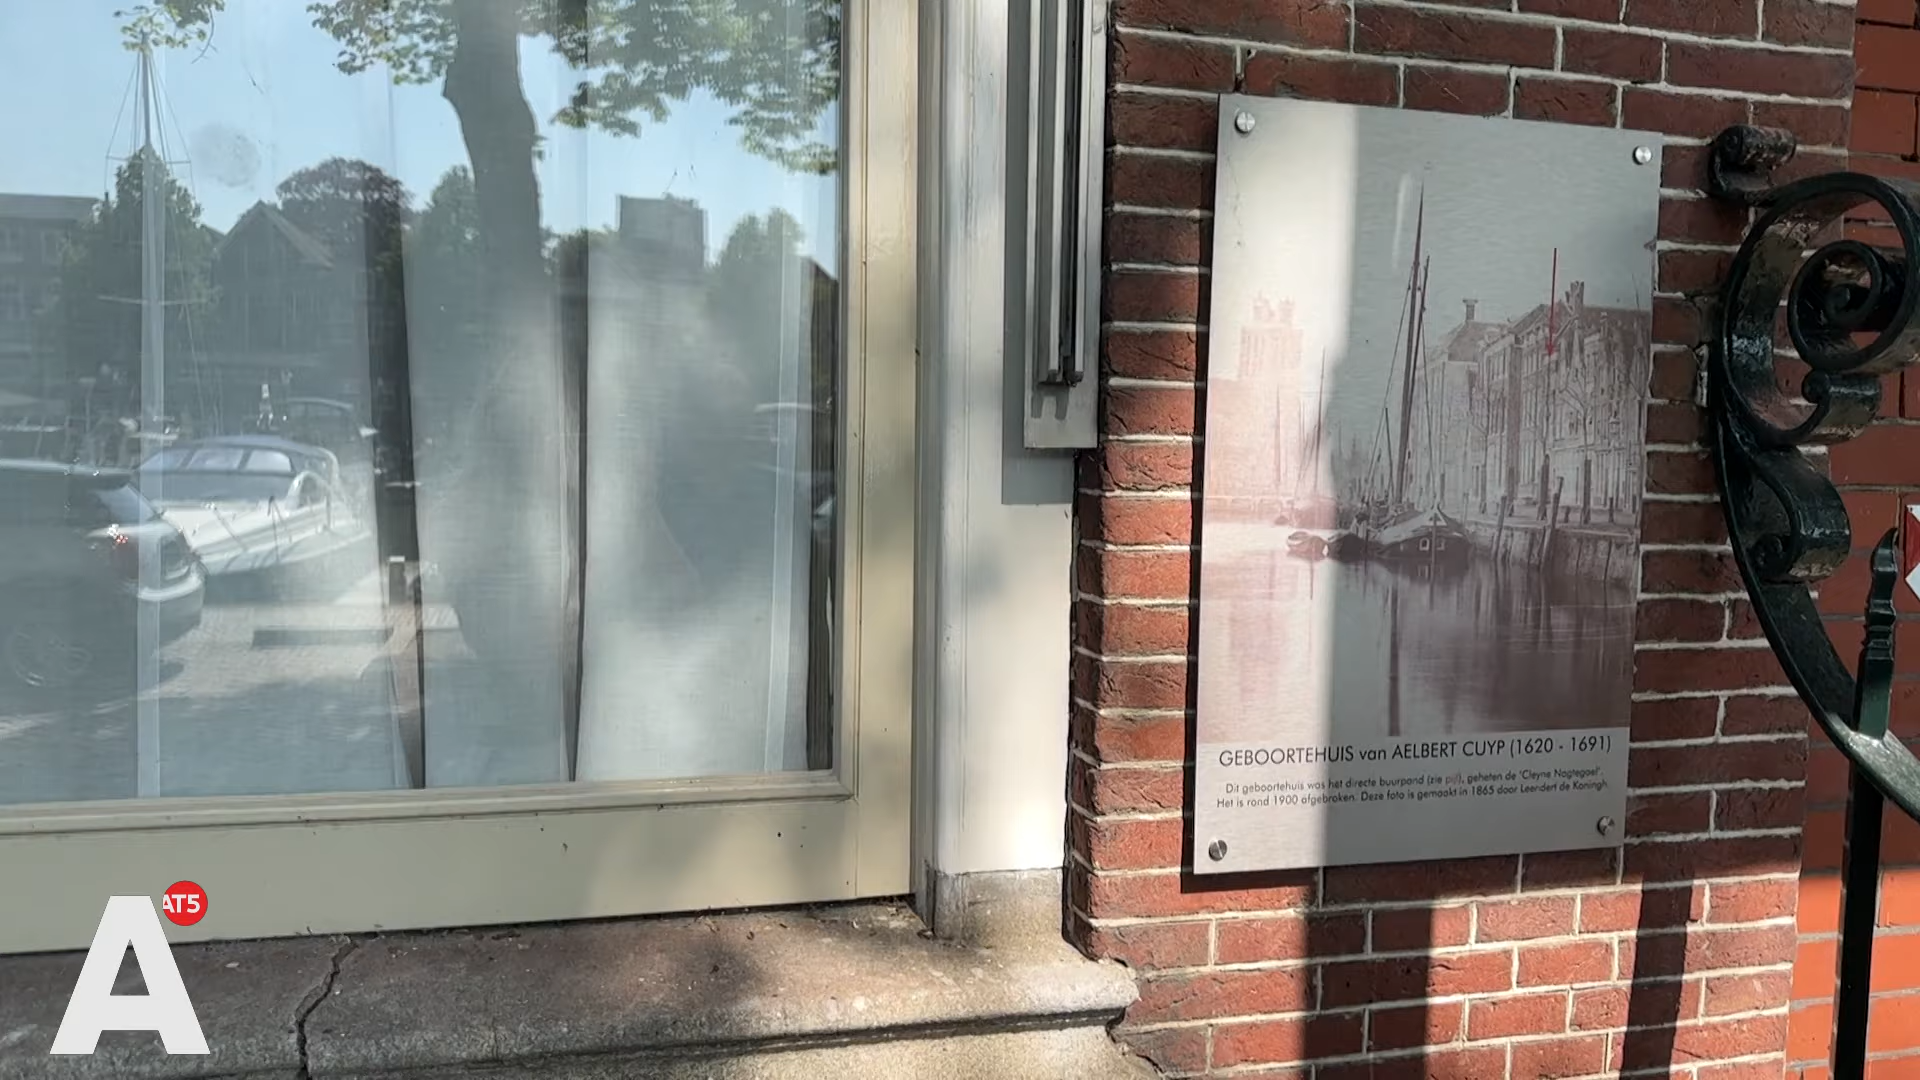 GEBOORTEHUIS van AELBERT CUYP (1620 - 1691)
Dit geboortehuis was het directe buurpand (zie pijl), geheten de 'Cleyne Nagtegael'.
Het is rond 1900 afgebroken. Deze foto is gemaakt in 1865 door Leendert de Koningh.
A
AT5